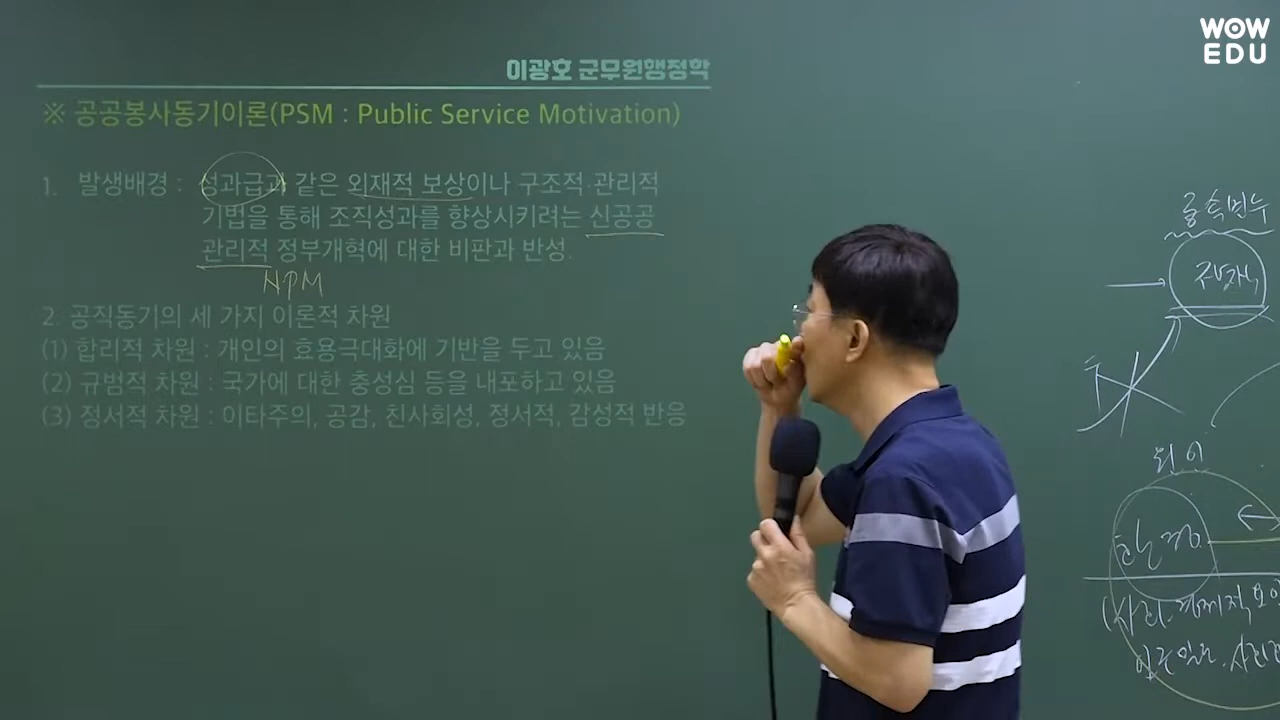 WOW
EDU
이광호 군무원행정학
※ 공공봉사동기이론(PSM : Public Service Motivation)
1. 발생배경 : 성과급과 같은 외재적 보상이나 구조적·관리적
기법을 통해 조직성과를 향상시키려는 신공공
관리적 정부개혁에 대한 비판과 반성.
NPM
2. 공직동기의 세 가지 이론적 차원
(1) 합리적 차원 : 개인의 효용극대화에 기반을 두고 있음
(2) 규범적 차원 : 국가에 대한 충성심 등을 내포하고 있음
(3) 정서적 차원 : 이타주의, 공감, 친사회성, 정서적, 감성적 반응
종속변수
환경